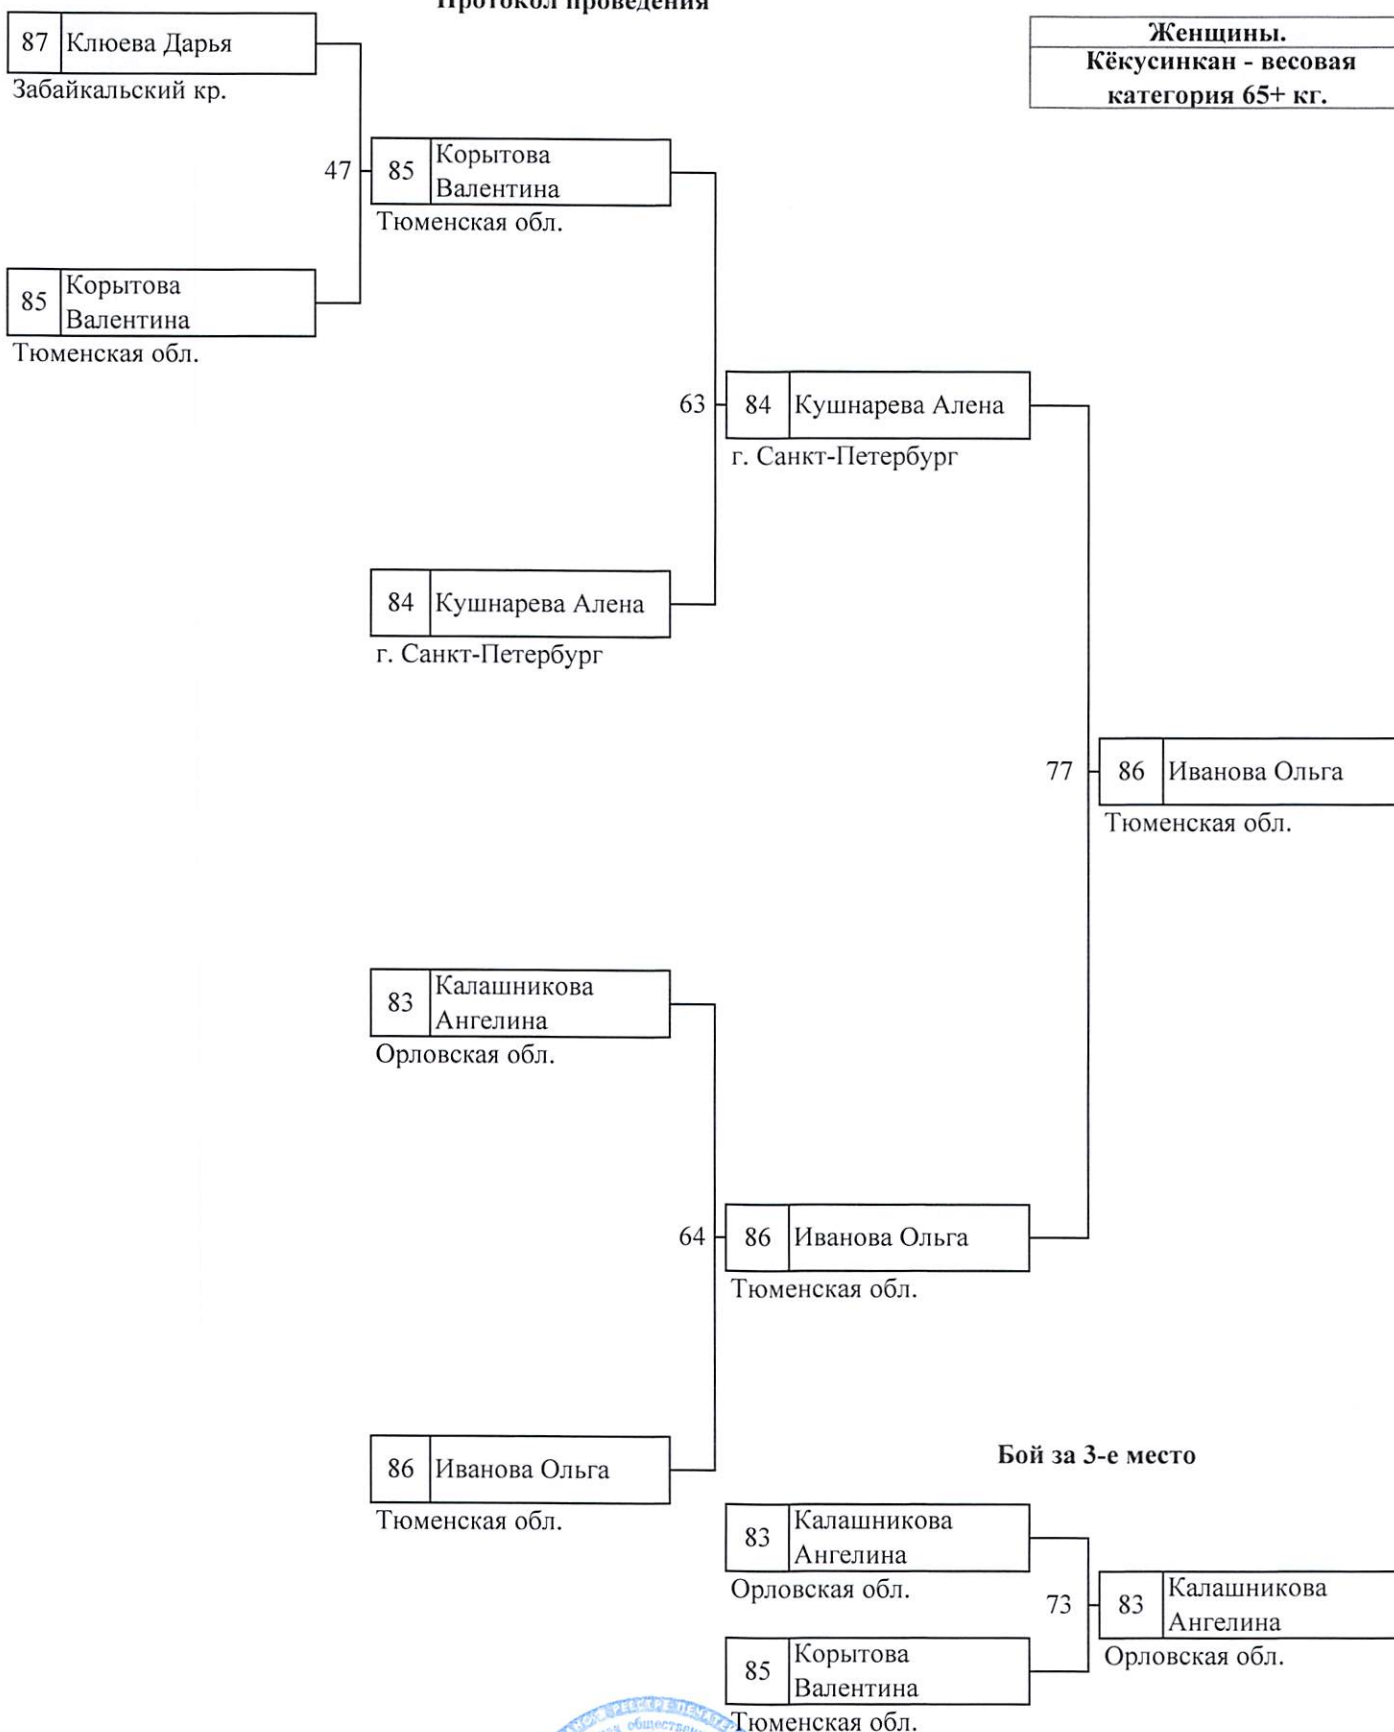 Протокол проведения
Женщины.
Кёкусинкан - весовая
категория 65+ кг.
87 Клюева Дарья
Забайкальский кр.
47
85 Корытова
Валентина
Тюменская обл.
85 Корытова
Валентина
Тюменская обл.
63
84 Кушнарева Алена
г. Санкт-Петербург
84 Кушнарева Алена
г. Санкт-Петербург
77
86 Иванова Ольга
Тюменская обл.
83 Калашникова
Ангелина
Орловская обл.
64
86 Иванова Ольга
Тюменская обл.
86 Иванова Ольга
Тюменская обл.
Бой за 3-е место
83 Калашникова
Ангелина
Орловская обл.
73
83 Калашникова
Ангелина
Орловская обл.
85 Корытова
Валентина
Тюменская обл.